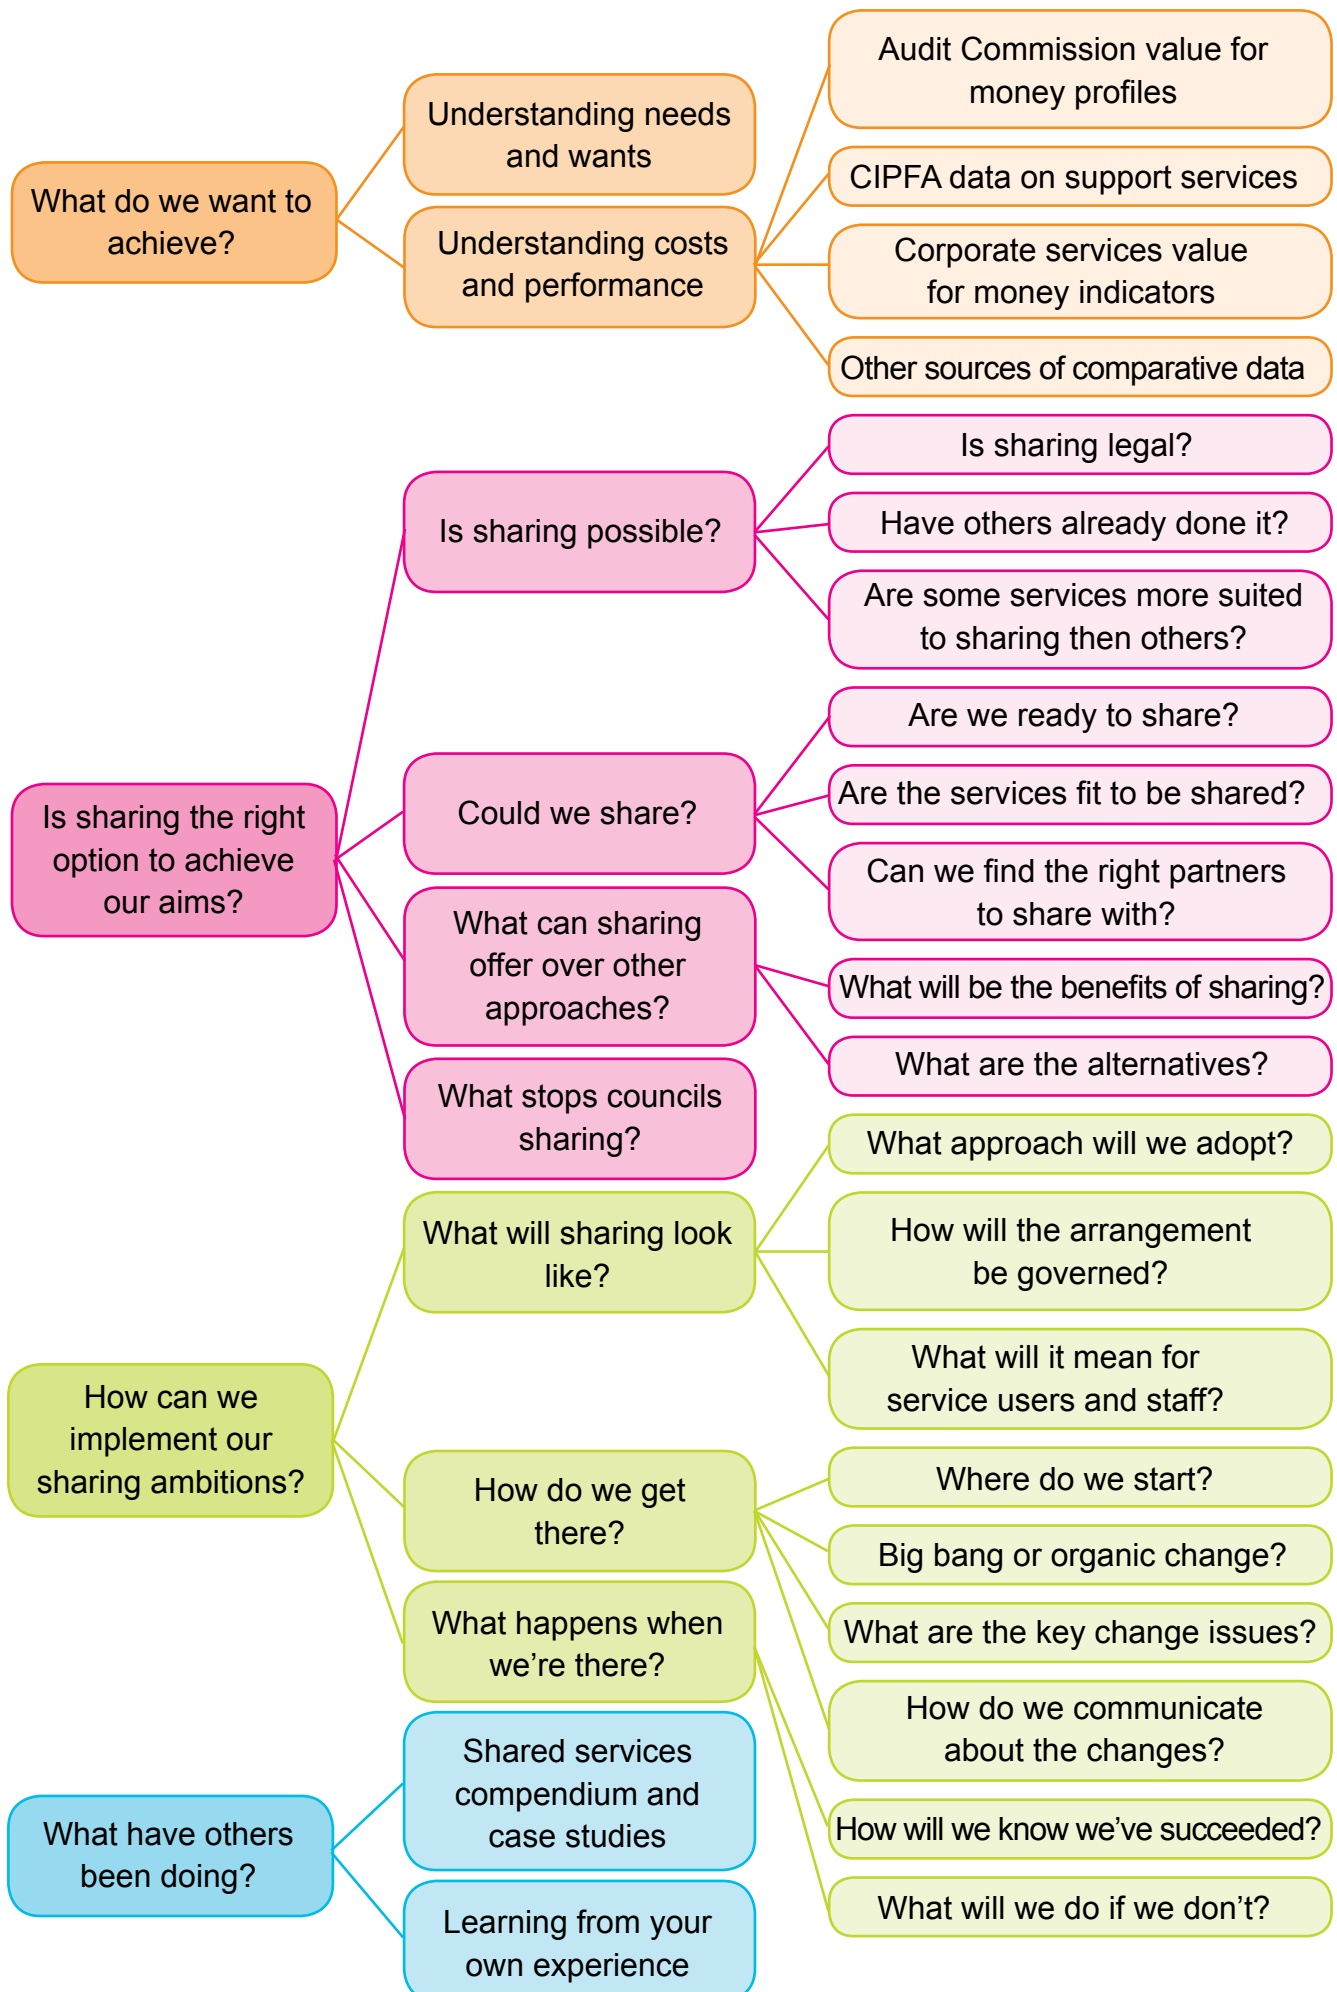 What do we want to
achieve?
Understanding needs
and wants
Understanding costs
and performance
Audit Commission value for
money profiles
CIPFA data on support services
Corporate services value
for money indicators
Other sources of comparative data
Is sharing the right
option to achieve
our aims?
Is sharing possible?
Is sharing legal?
Have others already done it?
Are some services more suited
to sharing then others?
Could we share?
Are we ready to share?
Are the services fit to be shared?
Can we find the right partners
to share with?
What can sharing
offer over other
approaches?
What will be the benefits of sharing?
What are the alternatives?
What stops councils
sharing?
How can we
implement our
sharing ambitions?
What will sharing look
like?
What approach will we adopt?
How will the arrangement
be governed?
What will it mean for
service users and staff?
How do we get
there?
Where do we start?
Big bang or organic change?
What are the key change issues?
How do we communicate
about the changes?
What happens when
we’re there?
How will we know we’ve succeeded?
What will we do if we don’t?
What have others
been doing?
Shared services
compendium and
case studies
Learning from your
own experience